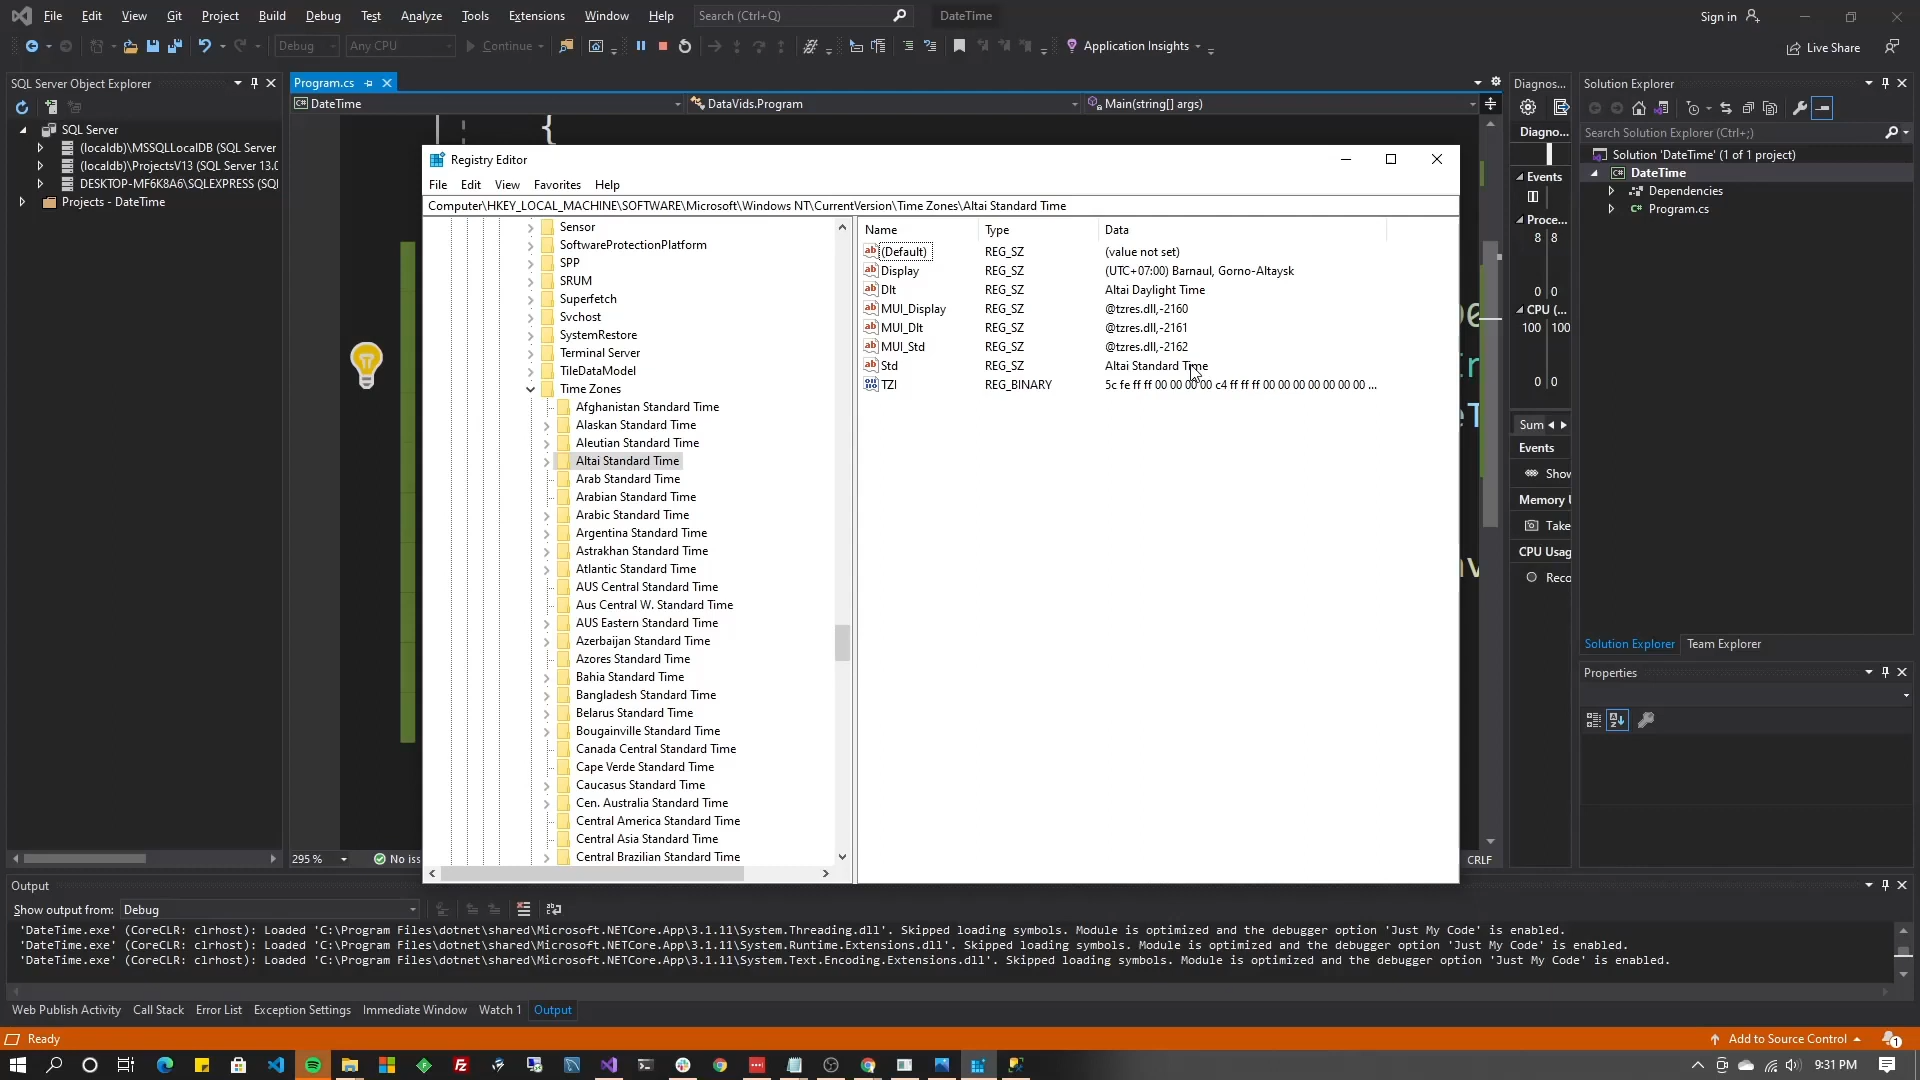 File Edit View Git Project Build Debug Test Analyze Tools Extensions Window Help Search (Ctrl+Q) DateTime Sign in
Debug Any CPU Continue Application Insights Live Share
SQL Server Object Explorer
SQL Server
(localdb)\MSSQLLocalDB (SQL Server
(localdb)\ProjectsV13 (SQL Server 13.0
DESKTOP-MF6K8A6\SQLEXPRESS (SQL
Projects - DateTime
Program.cs
DateTime DataVids.Program Main(string[] args)
{
Registry Editor
File Edit View Favorites Help
Computer\HKEY_LOCAL_MACHINE\SOFTWARE\Microsoft\Windows NT\CurrentVersion\Time Zones\Altai Standard Time
Sensor
SoftwareProtectionPlatform
SPP
SRUM
Superfetch
Svchost
SystemRestore
Terminal Server
TileDataModel
Time Zones
Afghanistan Standard Time
Alaskan Standard Time
Aleutian Standard Time
Altai Standard Time
Arab Standard Time
Arabian Standard Time
Arabic Standard Time
Argentina Standard Time
Astrakhan Standard Time
Atlantic Standard Time
AUS Central Standard Time
Aus Central W. Standard Time
AUS Eastern Standard Time
Azerbaijan Standard Time
Azores Standard Time
Bahia Standard Time
Bangladesh Standard Time
Belarus Standard Time
Bougainville Standard Time
Canada Central Standard Time
Cape Verde Standard Time
Caucasus Standard Time
Cen. Australia Standard Time
Central America Standard Time
Central Asia Standard Time
Central Brazilian Standard Time
Name Type Data
(Default) REG_SZ (value not set)
Display REG_SZ (UTC+07:00) Barnaul, Gorno-Altaysk
Dlt REG_SZ Altai Daylight Time
MUI_Display REG_SZ @tzres.dll,-2160
MUI_Dlt REG_SZ @tzres.dll,-2161
MUI_Std REG_SZ @tzres.dll,-2162
Std REG_SZ Altai Standard Time
TZI REG_BINARY 5c fe ff ff 00 00 00 00 c4 ff ff ff 00 00 00 00 00 00 00 ...
295 % No iss
CRLF
Diagnos...
Diagno...
Events
Proce...
8 8
0 0
CPU (...
100 100
0 0
Sum
Events
Show
Memory U
Take
CPU Usag
Reco
Solution Explorer
Search Solution Explorer (Ctrl+;)
Solution 'DateTime' (1 of 1 project)
DateTime
Dependencies
Program.cs
Solution Explorer Team Explorer
Properties
Output
Show output from: Debug
'DateTime.exe' (CoreCLR: clrhost): Loaded 'C:\Program Files\dotnet\shared\Microsoft.NETCore.App\3.1.11\System.Threading.dll'. Skipped loading symbols. Module is optimized and the debugger option 'Just My Code' is enabled.
'DateTime.exe' (CoreCLR: clrhost): Loaded 'C:\Program Files\dotnet\shared\Microsoft.NETCore.App\3.1.11\System.Runtime.Extensions.dll'. Skipped loading symbols. Module is optimized and the debugger option 'Just My Code' is enabled.
'DateTime.exe' (CoreCLR: clrhost): Loaded 'C:\Program Files\dotnet\shared\Microsoft.NETCore.App\3.1.11\System.Text.Encoding.Extensions.dll'. Skipped loading symbols. Module is optimized and the debugger option 'Just My Code' is enabled.
Web Publish Activity Call Stack Error List Exception Settings Immediate Window Watch 1 Output
Ready Add to Source Control 1
9:31 PM